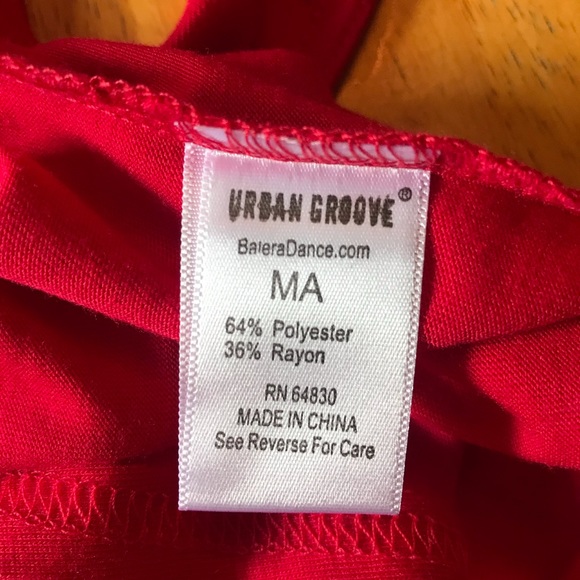 URBAN GROOVE®
BaleraDance.com
MA
64% Polyester
36% Rayon
RN 64830
MADE IN CHINA
See Reverse For Care